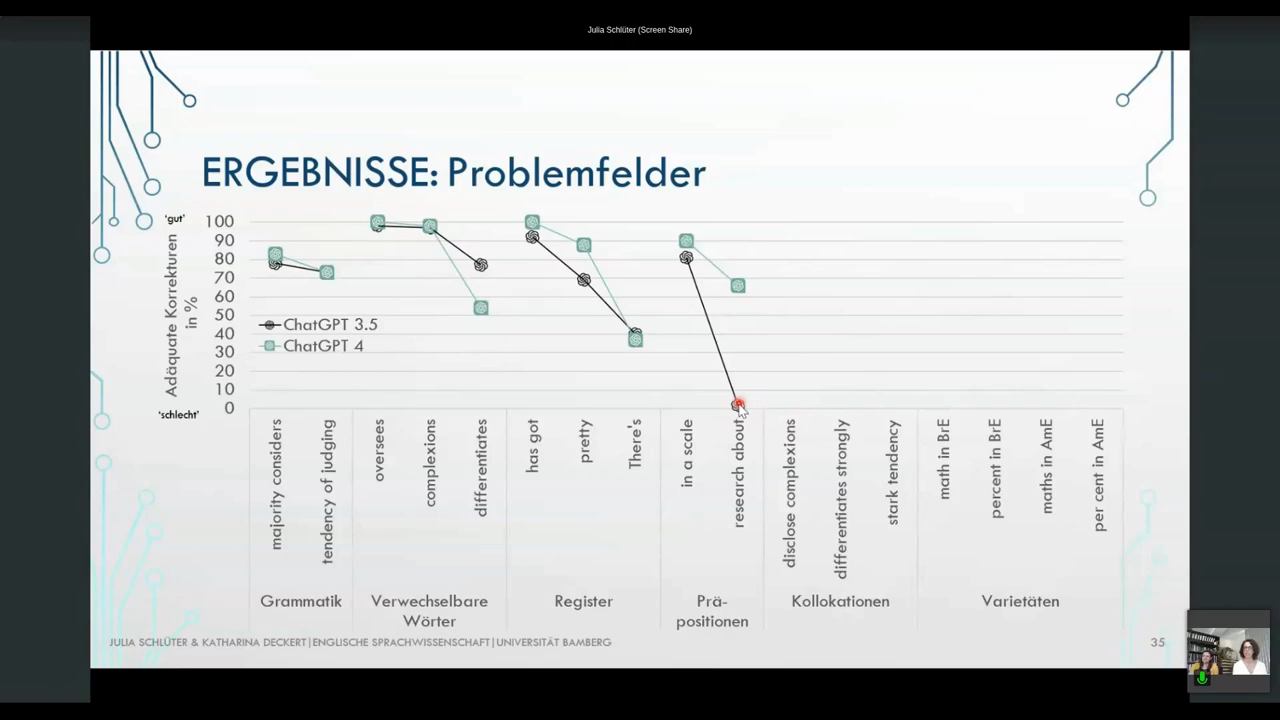 Julia Schlüter (Screen Share)
ERGEBNISSE: Problemfelder
'gut'
100
90
80
70
60
50
40
30
20
10
0
'schlecht'
Adäquate Korrekturen
in %
ChatGPT 3.5
ChatGPT 4
majority considers
tendency of judging
oversees
complexions
differentiates
has got
pretty
There's
in a scale
research about
disclose complexions
differentiates strongly
stark tendency
math in BrE
percent in BrE
maths in AmE
per cent in AmE
Grammatik
Verwechselbare
Wörter
Register
Prä-
positionen
Kollokationen
Varietäten
JULIA SCHLÜTER & KATHARINA DECKERT|ENGLISCHE SPRACHWISSENSCHAFT|UNIVERSITÄT BAMBERG
35